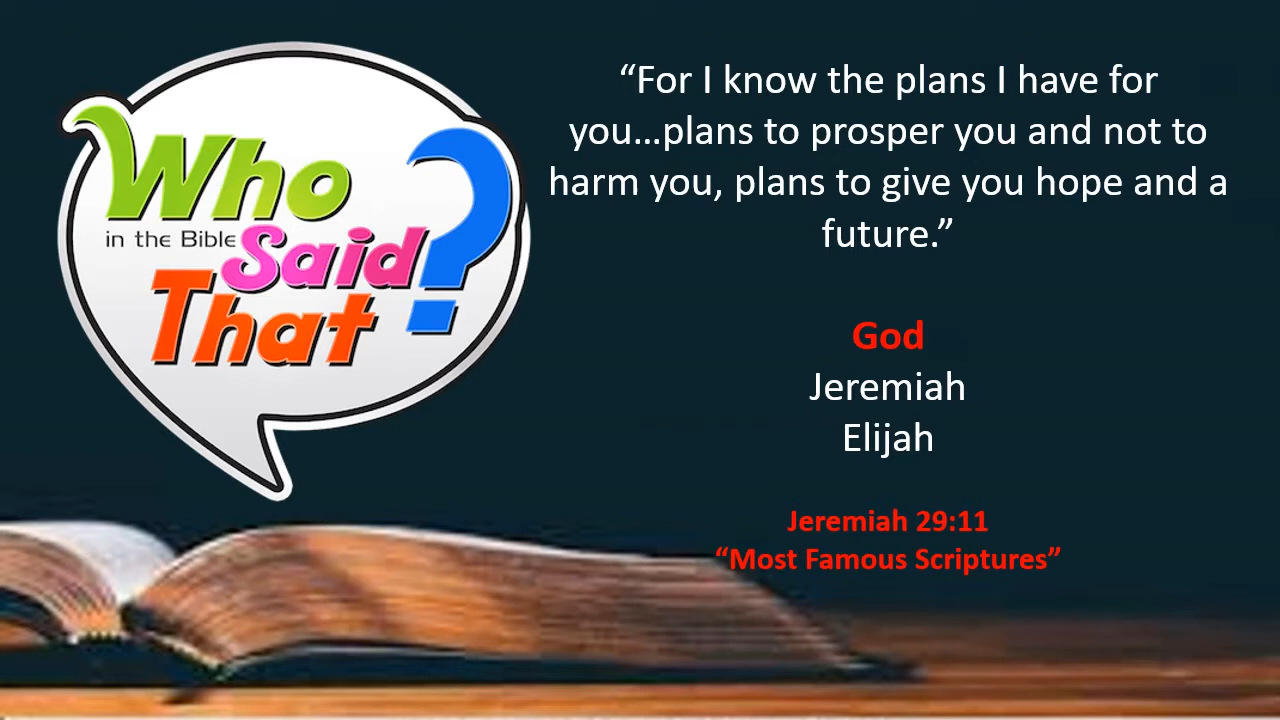 Who
in the Bible
Said
That?
“For I know the plans I have for
you…plans to prosper you and not to
harm you, plans to give you hope and a
future.”
God
Jeremiah
Elijah
Jeremiah 29:11
“Most Famous Scriptures”